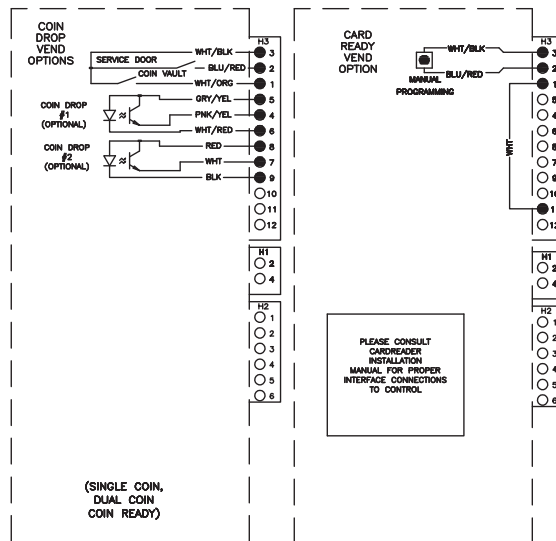 COIN
DROP
VEND
OPTIONS
H3
WHT/BLK 3
SERVICE DOOR
BLU/RED 2
COIN VAULT
WHT/ORG 1
GRY/YEL 5
COIN DROP
#1
(OPTIONAL)
PNK/YEL 4
WHT/RED 6
RED 8
COIN DROP
#2
(OPTIONAL)
WHT 7
BLK 9
10
11
12
H1
2
4
H2
1
2
3
4
5
6
(SINGLE COIN,
DUAL COIN
COIN READY)
CARD
READY
VEND
OPTION
H3
WHT/BLK 3
BLU/RED 2
MANUAL
PROGRAMMING
1
5
4
6
8
WHT
7
9
10
12
H1
2
4
H2
1
2
3
4
5
6
PLEASE CONSULT
CARDREADER
INSTALLATION
MANUAL FOR PROPER
INTERFACE CONNECTIONS
TO CONTROL